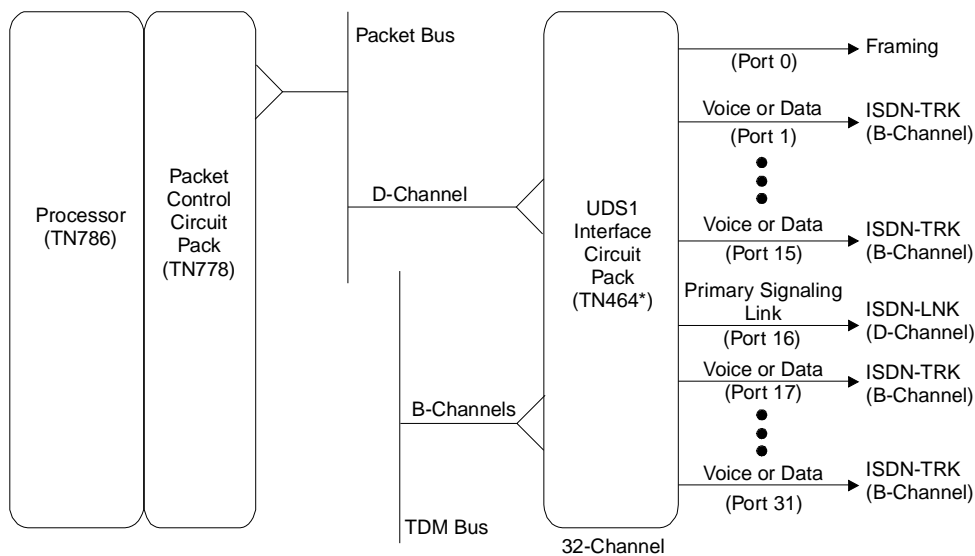 Packet Bus
Processor
(TN786)
Packet
Control
Circuit
Pack
(TN778)
D-Channel
B-Channels
TDM Bus
UDS1
Interface
Circuit
Pack
(TN464*)
32-Channel
(Port 0)
Framing
Voice or Data
(Port 1)
ISDN-TRK
(B-Channel)
Voice or Data
(Port 15)
ISDN-TRK
(B-Channel)
Primary Signaling
Link
(Port 16)
ISDN-LNK
(D-Channel)
Voice or Data
(Port 17)
ISDN-TRK
(B-Channel)
Voice or Data
(Port 31)
ISDN-TRK
(B-Channel)